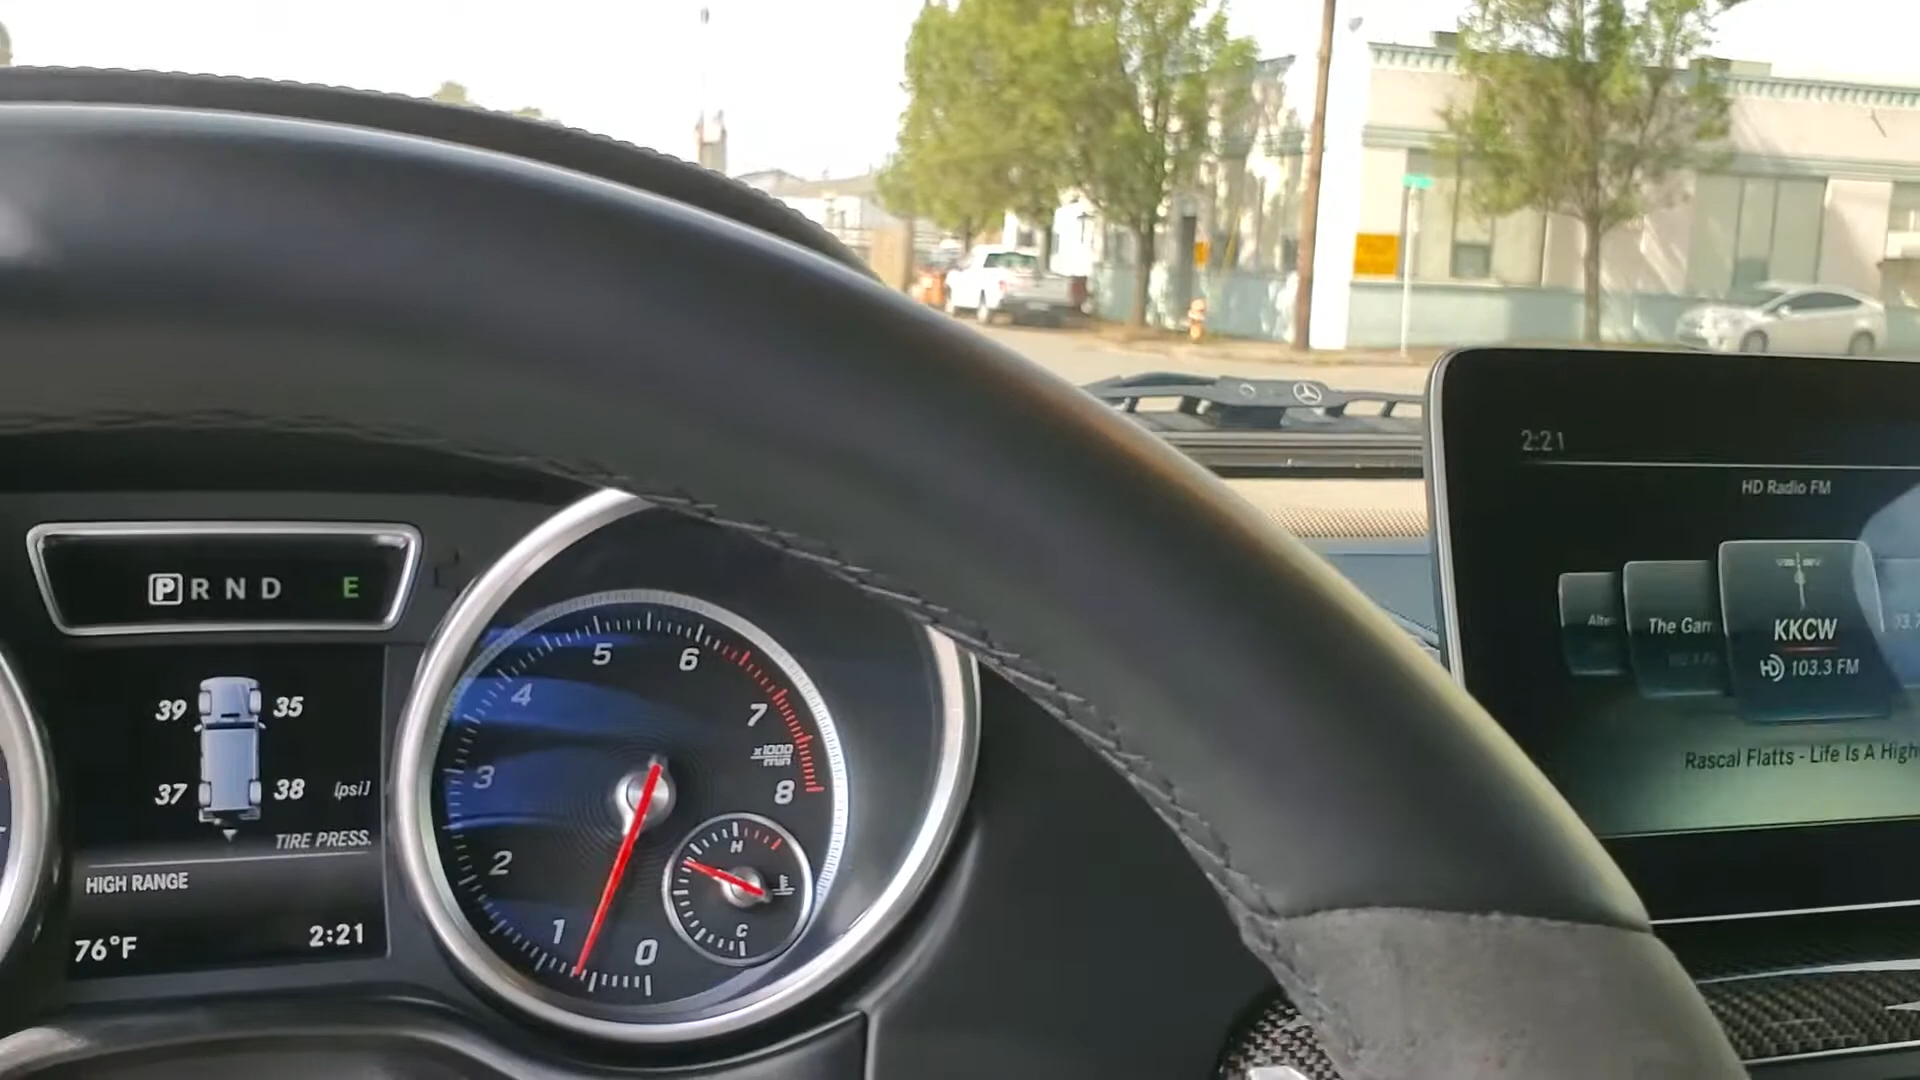 P R N D E
39 35
37 38 [psi]
TIRE PRESS.
HIGH RANGE
76°F 2:21
0
1
2
3
4
5
6
7
8
x1000
min
H
C
2:21
HD Radio FM
The Gam
KKCW
HD 103.3 FM
Rascal Flatts - Life Is A High